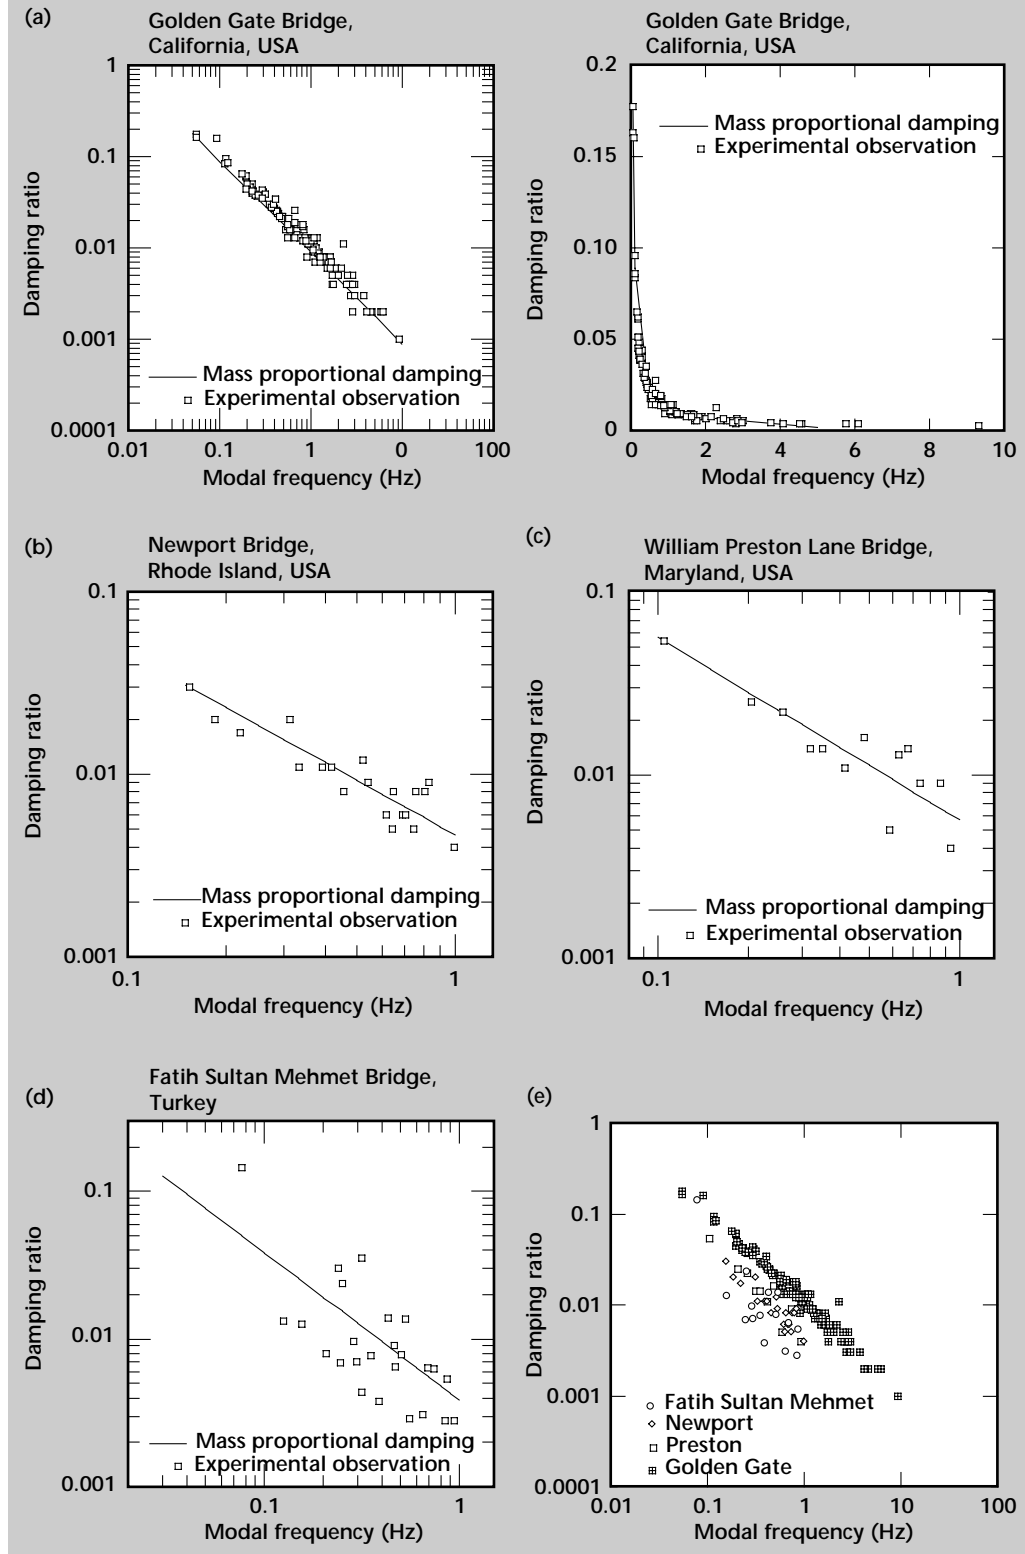 (a)
Golden Gate Bridge,
California, USA
1
0.1
0.01
0.001
0.0001
Damping ratio
Mass proportional damping
Experimental observation
0.01
0.1
1
0
100
Modal frequency (Hz)
Golden Gate Bridge,
California, USA
0.2
0.15
0.10
0.05
0
Damping ratio
Mass proportional damping
Experimental observation
0
2
4
6
8
10
Modal frequency (Hz)
(b)
Newport Bridge,
Rhode Island, USA
0.1
0.01
0.001
Damping ratio
Mass proportional damping
Experimental observation
0.1
1
Modal frequency (Hz)
(c)
William Preston Lane Bridge,
Maryland, USA
0.1
0.01
0.001
Damping ratio
Mass proportional damping
Experimental observation
0.1
1
Modal frequency (Hz)
(d)
Fatih Sultan Mehmet Bridge,
Turkey
0.1
0.01
0.001
Damping ratio
Mass proportional damping
Experimental observation
0.1
1
Modal frequency (Hz)
(e)
1
0.1
0.01
0.001
0.0001
Damping ratio
Fatih Sultan Mehmet
Newport
Preston
Golden Gate
0.01
0.1
1
10
100
Modal frequency (Hz)